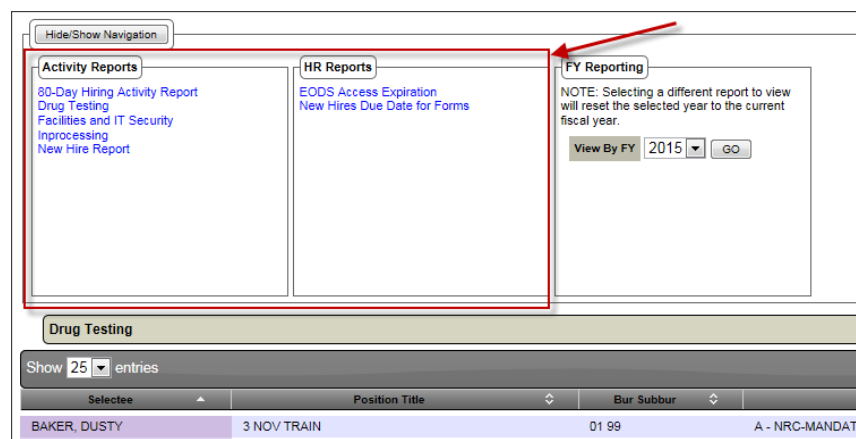 Hide/Show Navigation
Activity Reports
80-Day Hiring Activity Report
Drug Testing
Facilities and IT Security
Inprocessing
New Hire Report
HR Reports
EODS Access Expiration
New Hires Due Date for Forms
FY Reporting
NOTE: Selecting a different report to view
will reset the selected year to the current
fiscal year.
View By FY 2015 GO
Drug Testing
Show 25 entries
Selectee Position Title Bur Subbur
BAKER, DUSTY 3 NOV TRAIN 01 99 A - NRC-MANDAT